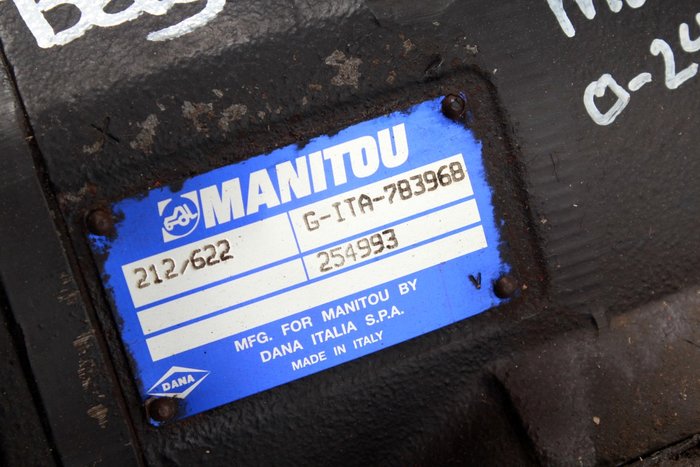 MANITOU
212/622 G-ITA-783968
254993
MFG. FOR MANITOU BY
DANA ITALIA S.P.A.
MADE IN ITALY
DANA